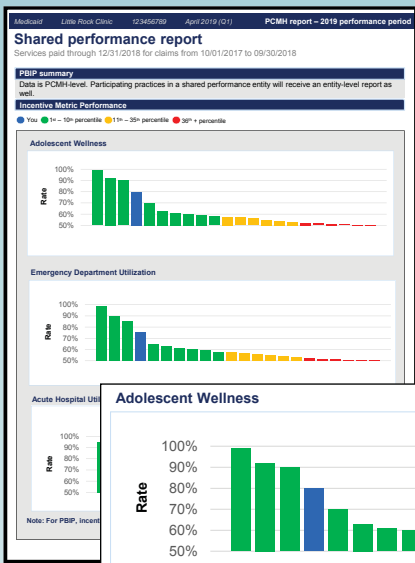 Medicaid Little Rock Clinic 123456789 April 2019 (Q1) PCMH report – 2019 performance period
Shared performance report
Services paid through 12/31/2018 for claims from 10/01/2017 to 09/30/2018
PBIP summary
Data is PCMH-level. Participating practices in a shared performance entity will receive an entity-level report as
well.
Incentive Metric Performance
You 1st – 10th percentile 11th – 35th percentile 36th + percentile
Adolescent Wellness
100%
90%
80%
70%
60%
50%
Rate
Emergency Department Utilization
100%
90%
80%
70%
60%
50%
Rate
Acute Hospital Util
100%
90%
80%
70%
60%
50%
Rate
Note: For PBIP, incent
Adolescent Wellness
100%
90%
80%
70%
60%
50%
Rate